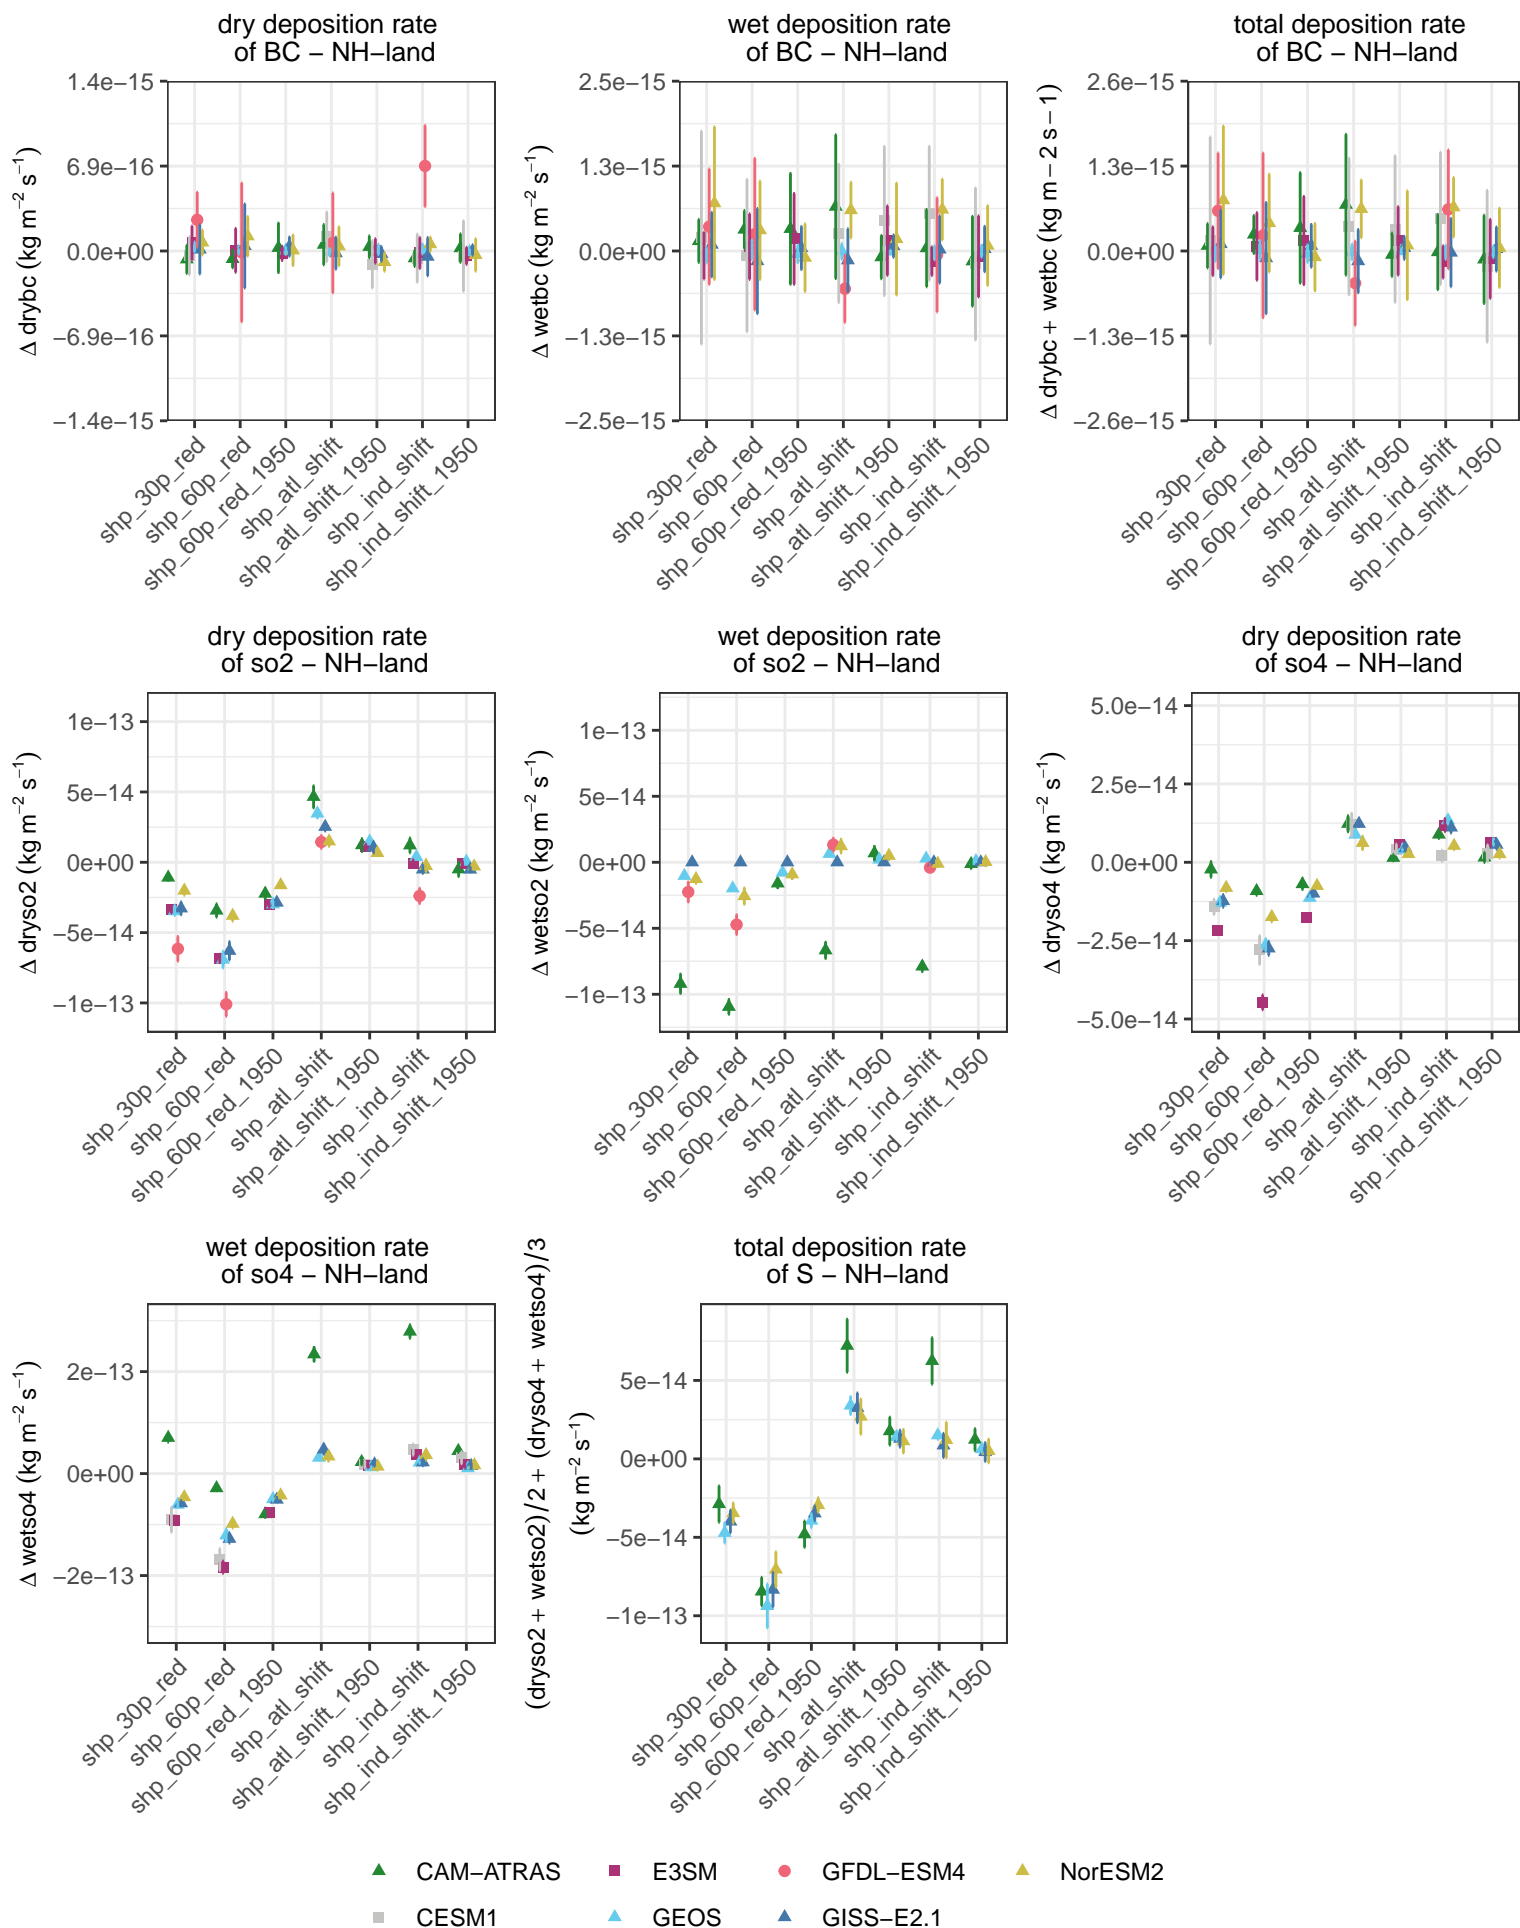 dry deposition rate
of BC − NH−land
Δ drybc (kg m−2 s−1)
1.4e−15
6.9e−16
0.0e+00
−6.9e−16
−1.4e−15
shp_30p_red
shp_60p_red
shp_60p_red_1950
shp_atl_shift
shp_atl_shift_1950
shp_ind_shift
shp_ind_shift_1950
wet deposition rate
of BC − NH−land
Δ wetbc (kg m−2 s−1)
2.5e−15
1.3e−15
0.0e+00
−1.3e−15
−2.5e−15
shp_30p_red
shp_60p_red
shp_60p_red_1950
shp_atl_shift
shp_atl_shift_1950
shp_ind_shift
shp_ind_shift_1950
total deposition rate
of BC − NH−land
Δ drybc + wetbc (kg m − 2 s − 1)
2.6e−15
1.3e−15
0.0e+00
−1.3e−15
−2.6e−15
shp_30p_red
shp_60p_red
shp_60p_red_1950
shp_atl_shift
shp_atl_shift_1950
shp_ind_shift
shp_ind_shift_1950
dry deposition rate
of so2 − NH−land
Δ dryso2 (kg m−2 s−1)
1e−13
5e−14
0e+00
−5e−14
−1e−13
shp_30p_red
shp_60p_red
shp_60p_red_1950
shp_atl_shift
shp_atl_shift_1950
shp_ind_shift
shp_ind_shift_1950
wet deposition rate
of so2 − NH−land
Δ wetso2 (kg m−2 s−1)
1e−13
5e−14
0e+00
−5e−14
−1e−13
shp_30p_red
shp_60p_red
shp_60p_red_1950
shp_atl_shift
shp_atl_shift_1950
shp_ind_shift
shp_ind_shift_1950
dry deposition rate
of so4 − NH−land
Δ dryso4 (kg m−2 s−1)
5.0e−14
2.5e−14
0.0e+00
−2.5e−14
−5.0e−14
shp_30p_red
shp_60p_red
shp_60p_red_1950
shp_atl_shift
shp_atl_shift_1950
shp_ind_shift
shp_ind_shift_1950
wet deposition rate
of so4 − NH−land
Δ wetso4 (kg m−2 s−1)
2e−13
0e+00
−2e−13
shp_30p_red
shp_60p_red
shp_60p_red_1950
shp_atl_shift
shp_atl_shift_1950
shp_ind_shift
shp_ind_shift_1950
total deposition rate
of S − NH−land
(dryso2 + wetso2)/2 + (dryso4 + wetso4)/3
(kg m−2 s−1)
5e−14
0e+00
−5e−14
−1e−13
shp_30p_red
shp_60p_red
shp_60p_red_1950
shp_atl_shift
shp_atl_shift_1950
shp_ind_shift
shp_ind_shift_1950
CAM−ATRAS E3SM GFDL−ESM4 NorESM2
CESM1 GEOS GISS−E2.1